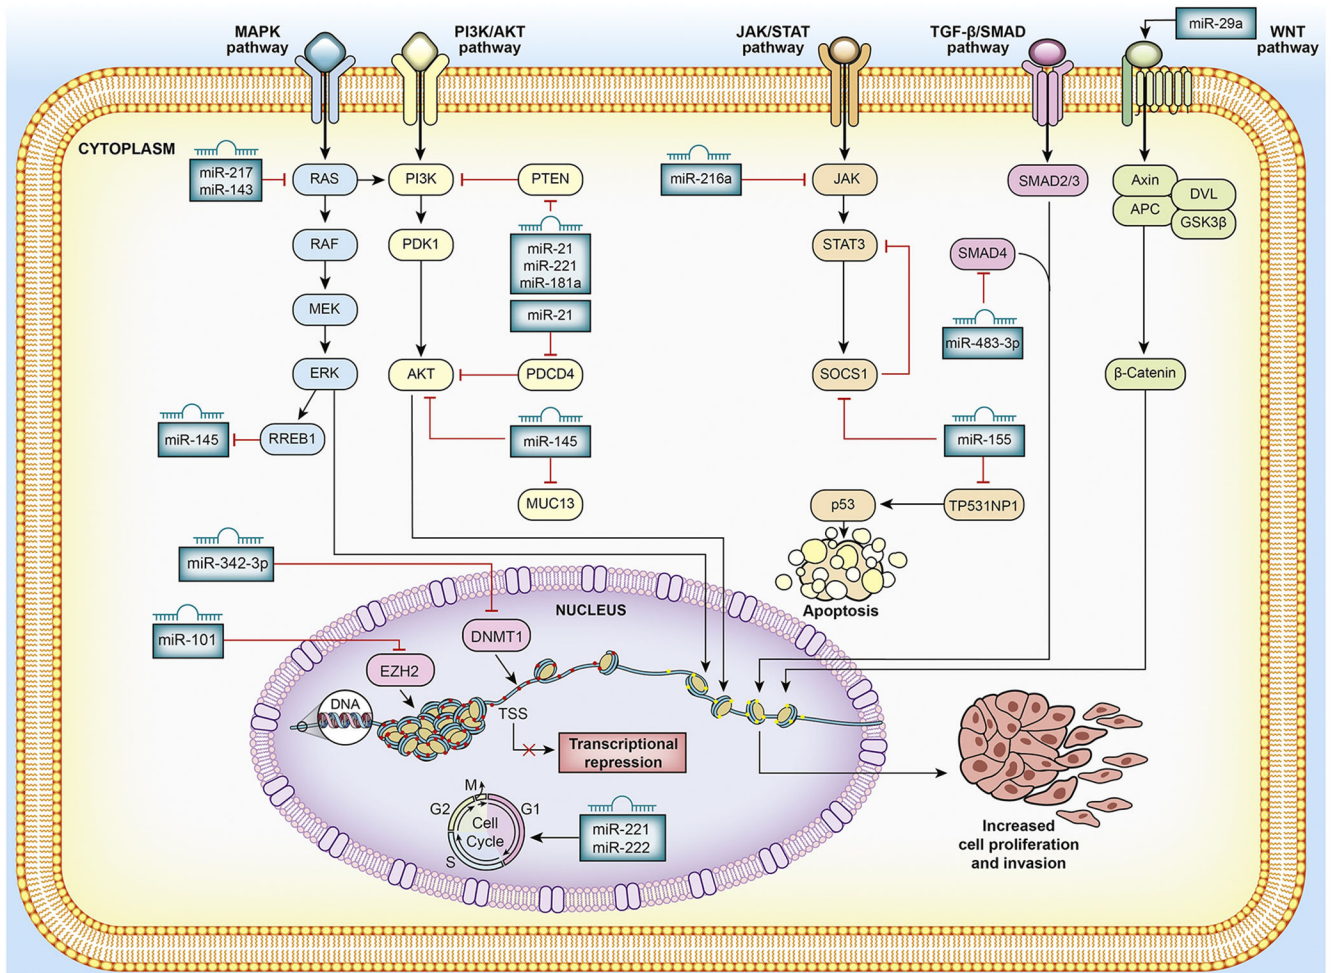 MAPK
pathway
PI3K/AKT
pathway
JAK/STAT
pathway
TGF-β/SMAD
pathway
miR-29a
WNT
pathway
CYTOPLASM
miR-217
miR-143
RAS
PI3K
PTEN
miR-216a
JAK
SMAD2/3
Axin
APC
DVL
GSK3β
RAF
PDK1
miR-21
miR-221
miR-181a
STAT3
SMAD4
MEK
miR-21
miR-483-3p
ERK
AKT
PDCD4
SOCS1
β-Catenin
miR-145
RREB1
miR-145
miR-155
MUC13
p53
TP531NP1
miR-342-3p
Apoptosis
NUCLEUS
miR-101
DNMT1
EZH2
DNA
TSS
Transcriptional
repression
M
G2
G1
Cell
Cycle
S
miR-221
miR-222
Increased
cell proliferation
and invasion